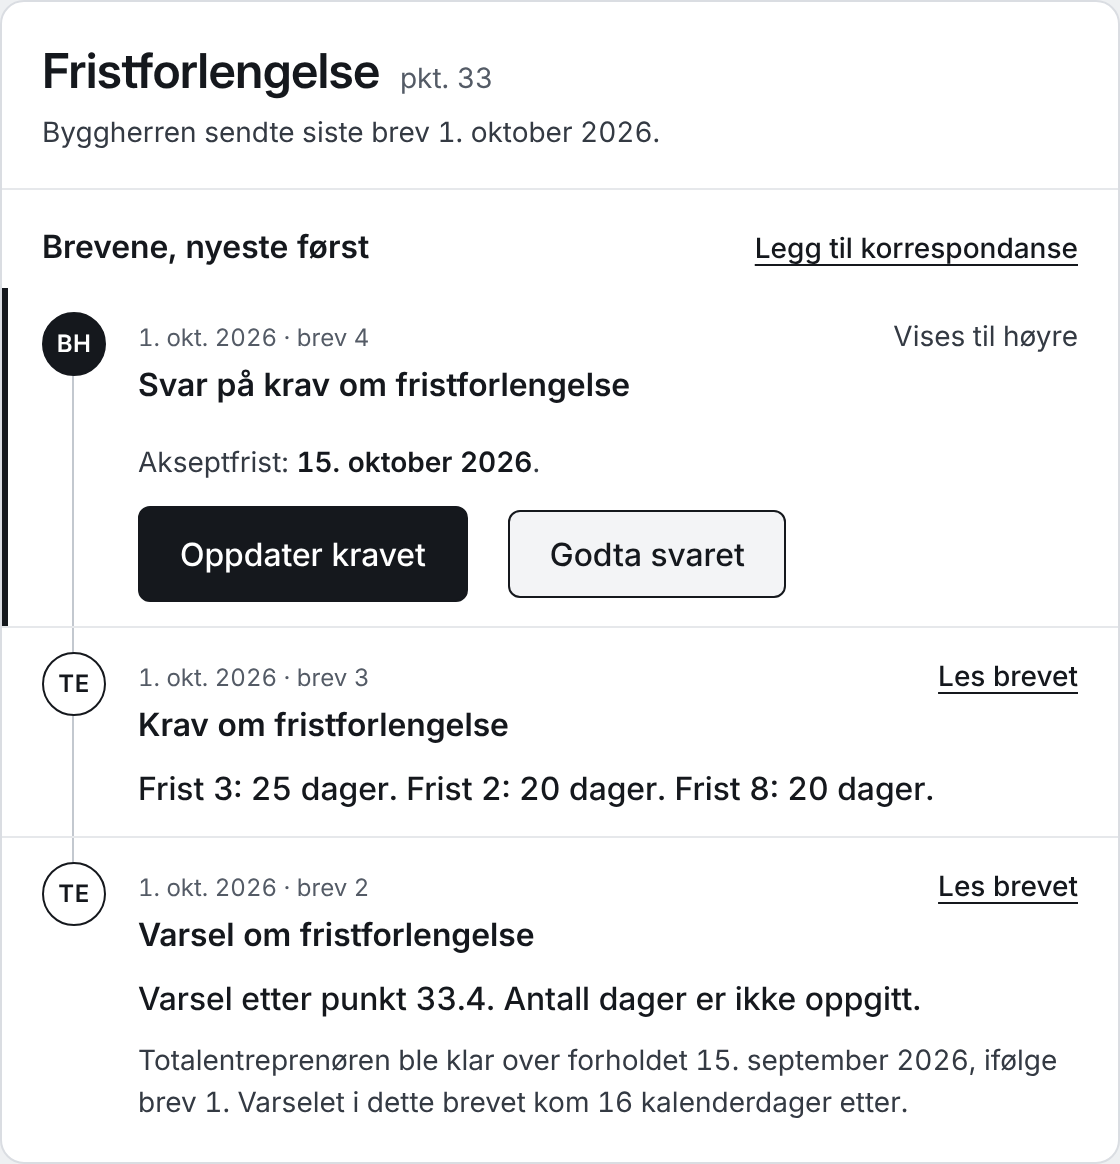 Fristforlengelse pkt. 33
Byggherren sendte siste brev 1. oktober 2026.
Brevene, nyeste først
Legg til korrespondanse
BH
1. okt. 2026 · brev 4
Vises til høyre
Svar på krav om fristforlengelse
Akseptfrist: 15. oktober 2026.
Oppdater kravet
Godta svaret
TE
1. okt. 2026 · brev 3
Les brevet
Krav om fristforlengelse
Frist 3: 25 dager. Frist 2: 20 dager. Frist 8: 20 dager.
TE
1. okt. 2026 · brev 2
Les brevet
Varsel om fristforlengelse
Varsel etter punkt 33.4. Antall dager er ikke oppgitt.
Totalentreprenøren ble klar over forholdet 15. september 2026, ifølge
brev 1. Varselet i dette brevet kom 16 kalenderdager etter.